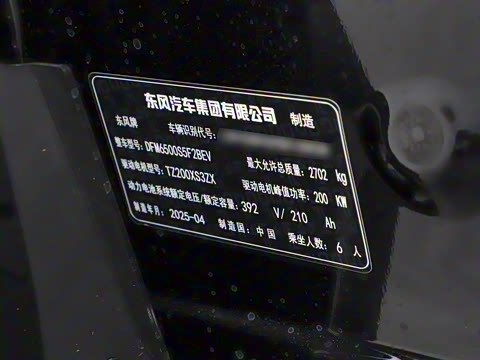 东风汽车集团有限公司 制造
东风牌 车辆识别代号:
整车型号: DFM6500S5F2BEV 最大允许总质量: 2702 kg
驱动电机型号: TZ200XS3ZX 驱动电机峰值功率: 200 KW
动力电池系统额定电压/额定容量: 392 V/ 210 Ah
制造年月: 2025-04 制造国: 中国 乘坐人数: 6 人